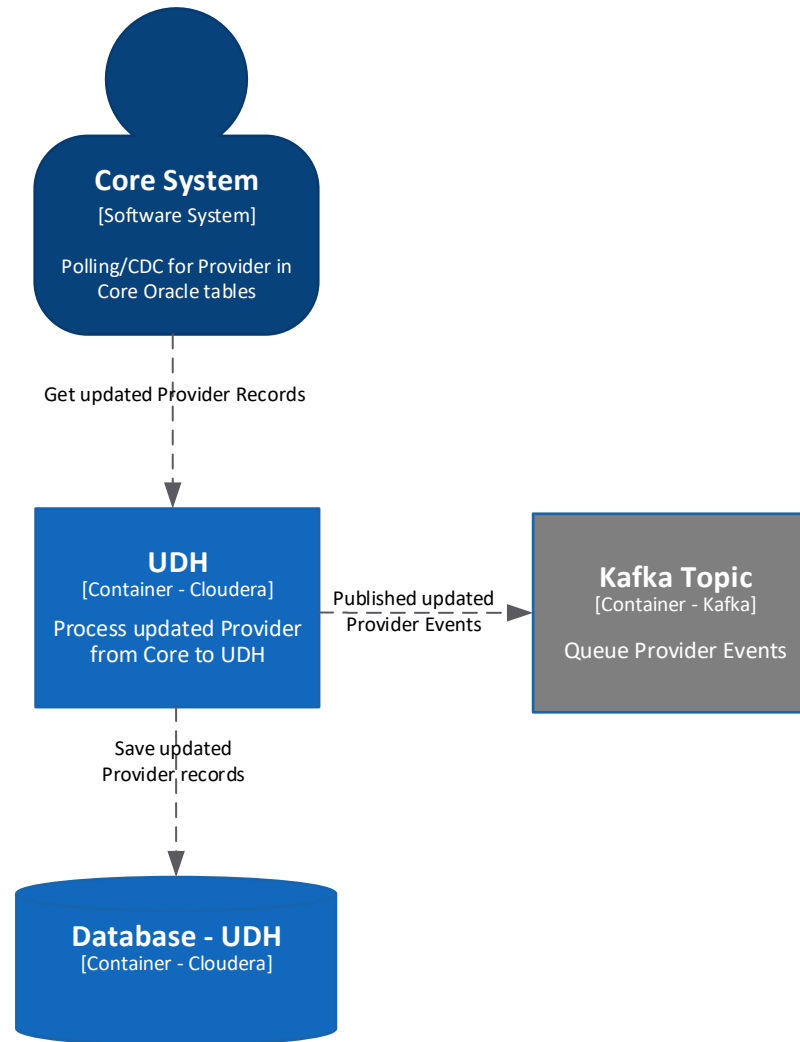 Core System
[Software System]
Polling/CDC for Provider in
Core Oracle tables
Get updated Provider Records
UDH
[Container - Cloudera]
Process updated Provider
from Core to UDH
Published updated
Provider Events
Kafka Topic
[Container - Kafka]
Queue Provider Events
Save updated
Provider records
Database - UDH
[Container - Cloudera]